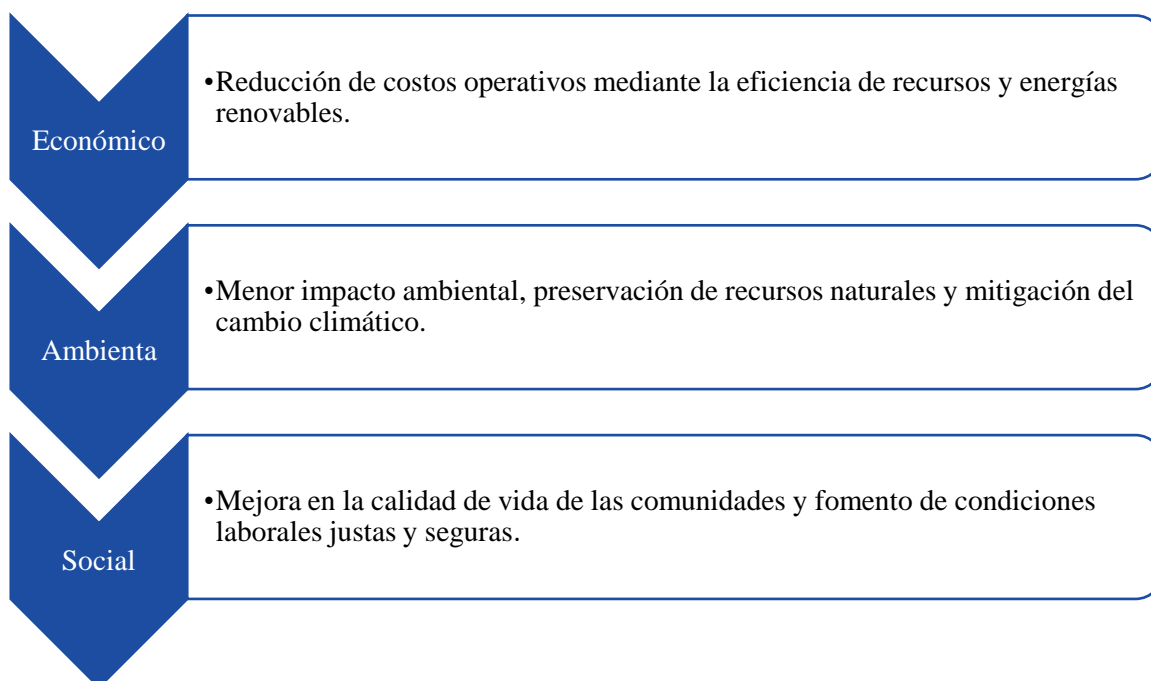 Económico
•Reducción de costos operativos mediante la eficiencia de recursos y energías
renovables.
Ambienta
•Menor impacto ambiental, preservación de recursos naturales y mitigación del
cambio climático.
Social
•Mejora en la calidad de vida de las comunidades y fomento de condiciones
laborales justas y seguras.